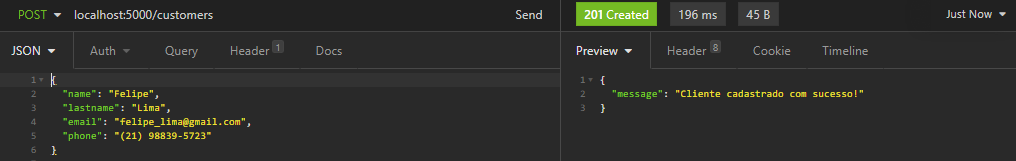 POST localhost:5000/customers Send 201 Created 196 ms 45 B Just Now
JSON Auth Query Header 1 Docs Preview Header 8 Cookie Timeline
1 {
2 "name": "Felipe",
3 "lastname": "Lima",
4 "email": "felipe_lima@gmail.com",
5 "phone": "(21) 98839-5723"
6 }
1 {
2 "message": "Cliente cadastrado com sucesso!"
3 }